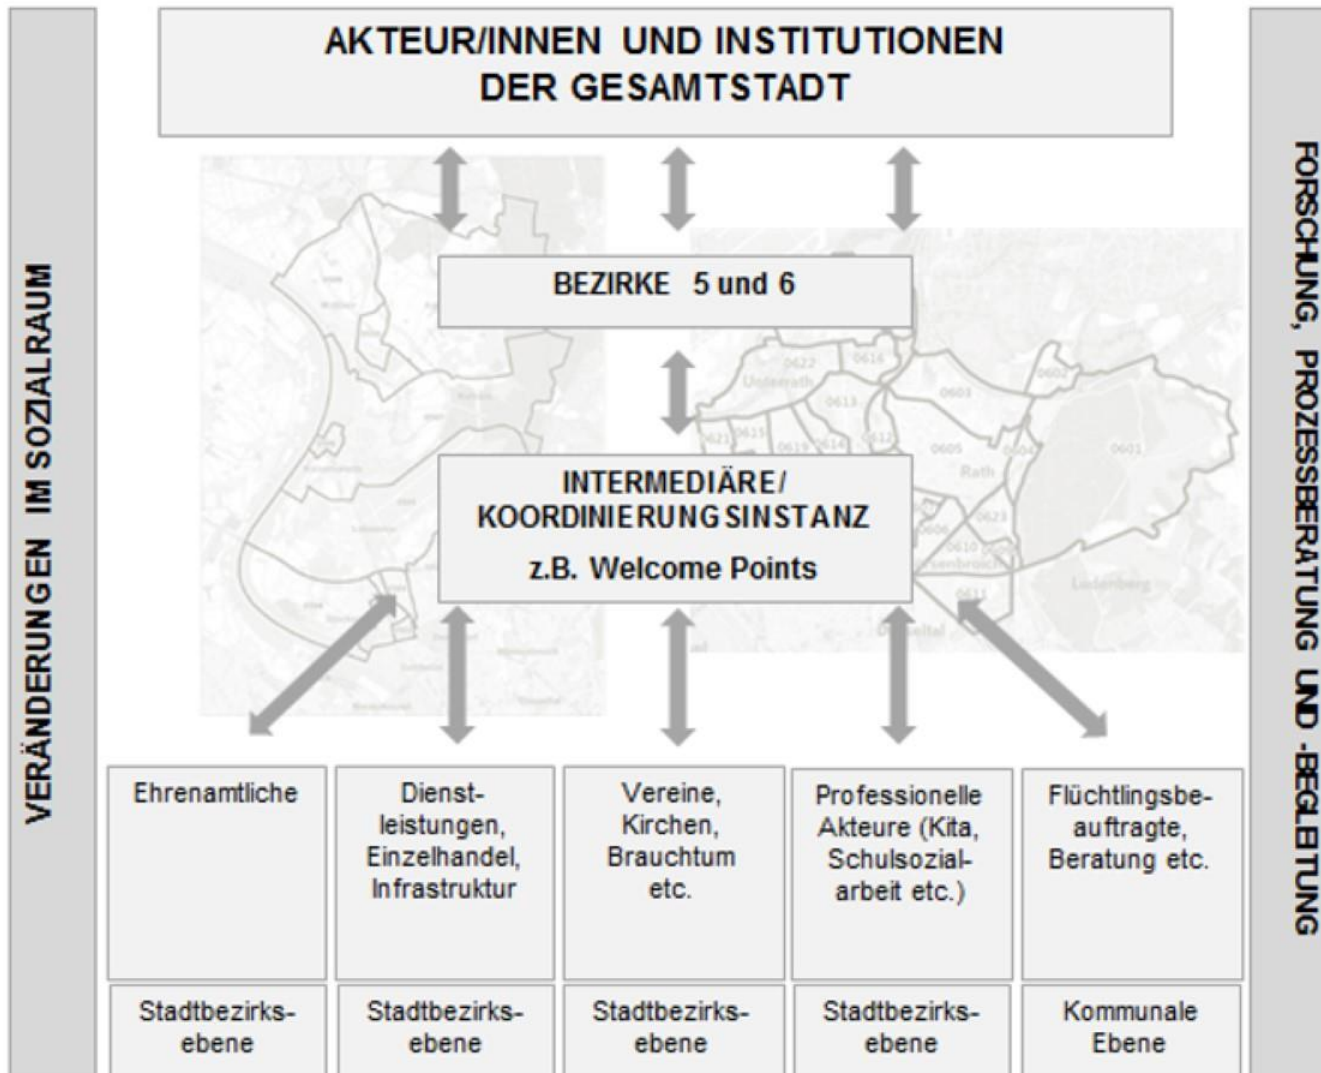 AKTEUR/INNEN UND INSTITUTIONEN
DER GESAMTSTADT
VERÄNDERUNGEN IM SOZIALRAUM
FORSCHUNG, PROZESSBERATUNG UND -BEGLEITUNG
BEZIRKE 5 und 6
0622
0616
Unterrath
0613
0603
0602
0621
0615
0619
0614
0612
0605
0604
0601
Rath
INTERMEDIÄRE/
KOORDINIERUNGSINSTANZ
z.B. Welcome Points
0623
0606
0610
0611
Ludenberg
Ehrenamtliche
Dienst-
leistungen,
Einzelhandel,
Infrastruktur
Vereine,
Kirchen,
Brauchtum
etc.
Professionelle
Akteure (Kita,
Schulsozial-
arbeit etc.)
Flüchtlingsbe-
auftragte,
Beratung etc.
Stadtbezirks-
ebene
Stadtbezirks-
ebene
Stadtbezirks-
ebene
Stadtbezirks-
ebene
Kommunale
Ebene